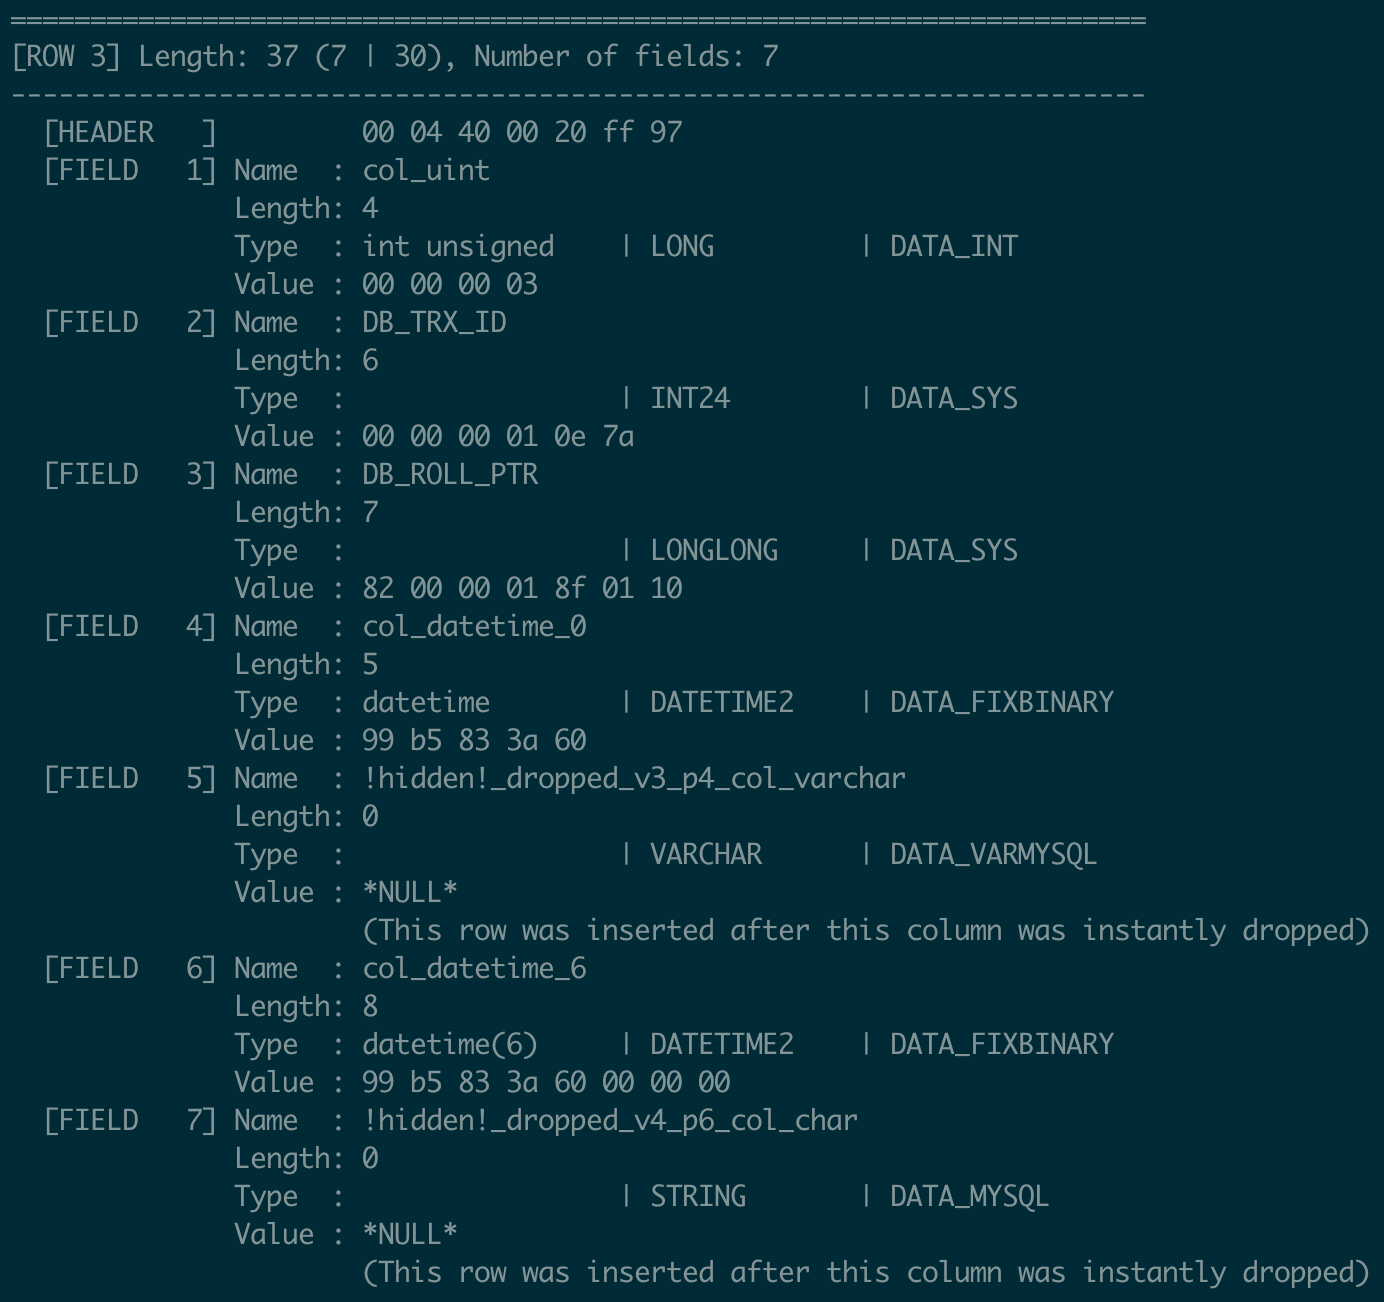 =======================================================================
[ROW 3] Length: 37 (7 | 30), Number of fields: 7
-----------------------------------------------------------------------
  [HEADER   ]         00 04 40 00 20 ff 97
  [FIELD   1] Name  : col_uint
              Length: 4
              Type  : int unsigned    | LONG         | DATA_INT
              Value : 00 00 00 03
  [FIELD   2] Name  : DB_TRX_ID
              Length: 6
              Type  :                 | INT24        | DATA_SYS
              Value : 00 00 00 01 0e 7a
  [FIELD   3] Name  : DB_ROLL_PTR
              Length: 7
              Type  :                 | LONGLONG     | DATA_SYS
              Value : 82 00 00 01 8f 01 10
  [FIELD   4] Name  : col_datetime_0
              Length: 5
              Type  : datetime        | DATETIME2    | DATA_FIXBINARY
              Value : 99 b5 83 3a 60
  [FIELD   5] Name  : !hidden!_dropped_v3_p4_col_varchar
              Length: 0
              Type  :                 | VARCHAR      | DATA_VARMYSQL
              Value : *NULL*
                      (This row was inserted after this column was instantly dropped)
  [FIELD   6] Name  : col_datetime_6
              Length: 8
              Type  : datetime(6)     | DATETIME2    | DATA_FIXBINARY
              Value : 99 b5 83 3a 60 00 00 00
  [FIELD   7] Name  : !hidden!_dropped_v4_p6_col_char
              Length: 0
              Type  :                 | STRING       | DATA_MYSQL
              Value : *NULL*
                      (This row was inserted after this column was instantly dropped)